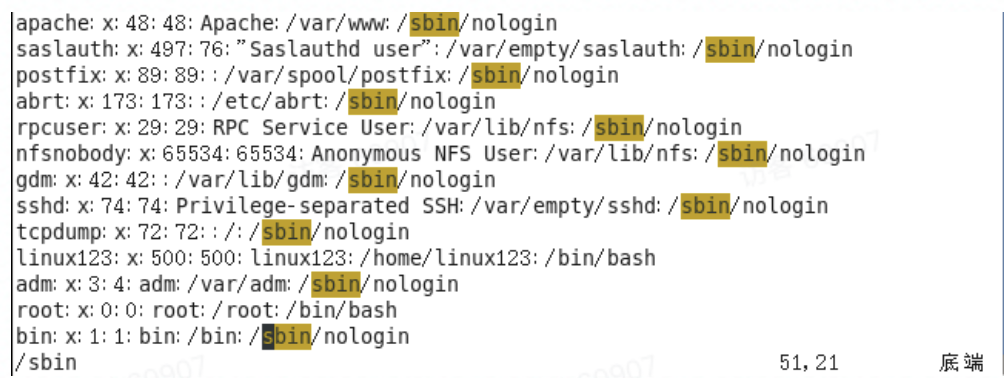 apache:x:48:48:Apache:/var/www:/sbin/nologin
saslauth:x:497:76:"Saslauthd user":/var/empty/saslauth:/sbin/nologin
postfix:x:89:89::/var/spool/postfix:/sbin/nologin
abrt:x:173:173::/etc/abrt:/sbin/nologin
rpcuser:x:29:29:RPC Service User:/var/lib/nfs:/sbin/nologin
nfsnobody:x:65534:65534:Anonymous NFS User:/var/lib/nfs:/sbin/nologin
gdm:x:42:42::/var/lib/gdm:/sbin/nologin
sshd:x:74:74:Privilege-separated SSH:/var/empty/sshd:/sbin/nologin
tcpdump:x:72:72::/:/sbin/nologin
linux123:x:500:500:linux123:/home/linux123:/bin/bash
adm:x:3:4:adm:/var/adm:/sbin/nologin
root:x:0:0:root:/root:/bin/bash
bin:x:1:1:bin:/bin:/sbin/nologin
/sbin 51,21 底端